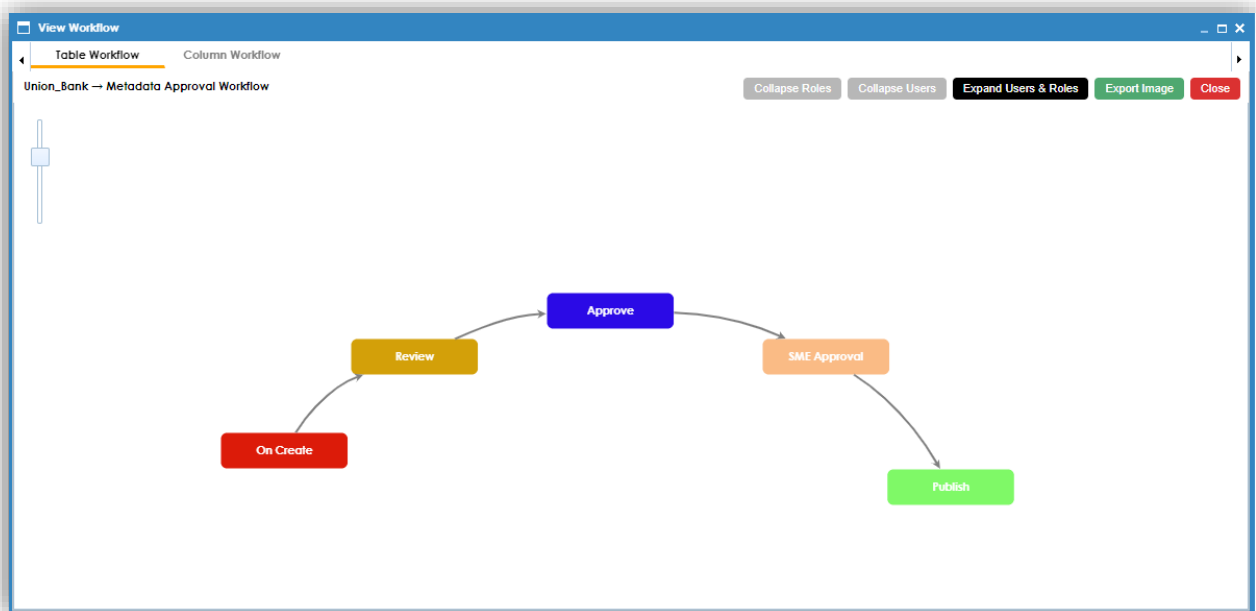 View Workflow
Table Workflow Column Workflow
Union_Bank → Metadata Approval Workflow Collapse Roles Collapse Users Expand Users & Roles Export Image Close
Approve
Review SME Approval
On Create
Publish